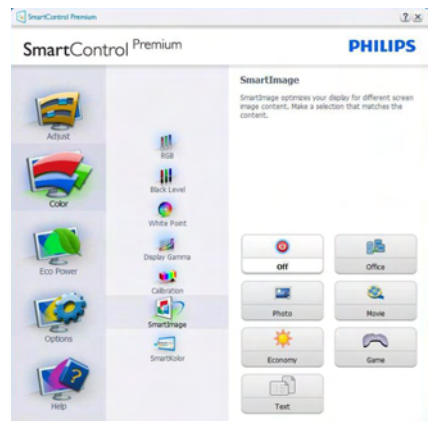 SmartControl Premium
SmartControl Premium
PHILIPS
Adjust
Color
Eco Power
Options
Help
RGB
Black Level
White Point
Display Gamma
Calibration
SmartImage
SmartKolor
SmartImage
SmartImage optimizes your display for different screen
image content. Make a selection that matches the
content.
Off
Office
Photo
Movie
Economy
Game
Text